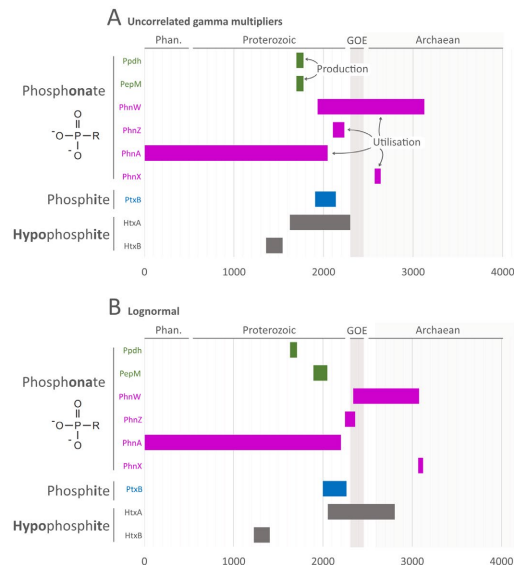 A Uncorrelated gamma multipliers
Phan. Proterozoic GOE Archaean
Ppdh
Production
PepM
Phosphonate
PhnW
O
⁻O P R
O
⁻
PhnZ
Utilisation
PhnA
PhnX
Phosphite
PtxB
HtxA
Hypophosphite
HtxB
0 1000 2000 3000 4000
B Lognormal
Phan. Proterozoic GOE Archaean
Ppdh
Phosphonate
PepM
PhnW
O
⁻O P R
O
⁻
PhnZ
PhnA
PhnX
Phosphite
PtxB
HtxA
Hypophosphite
HtxB
0 1000 2000 3000 4000